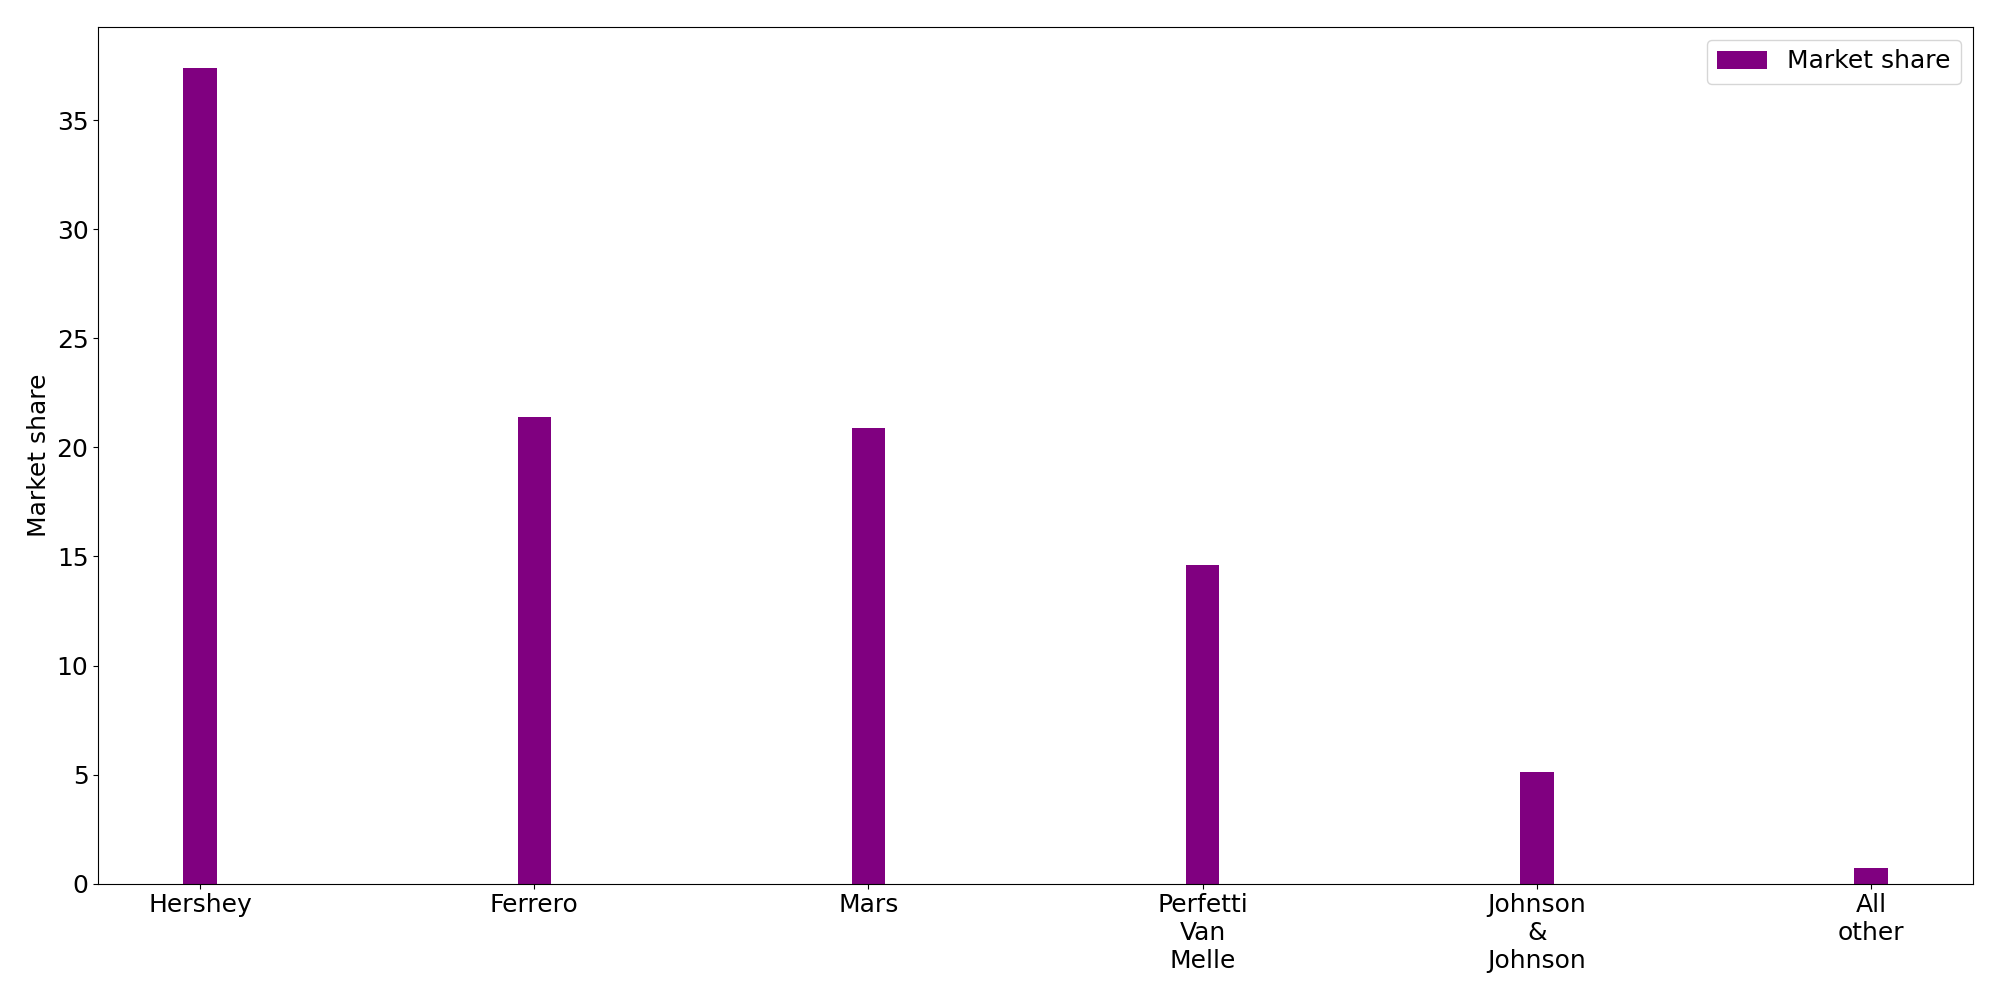 Market share
35
30
25
20
15
10
5
0
Market share
Hershey
Ferrero
Mars
Perfetti
Van
Melle
Johnson
&
Johnson
All
other